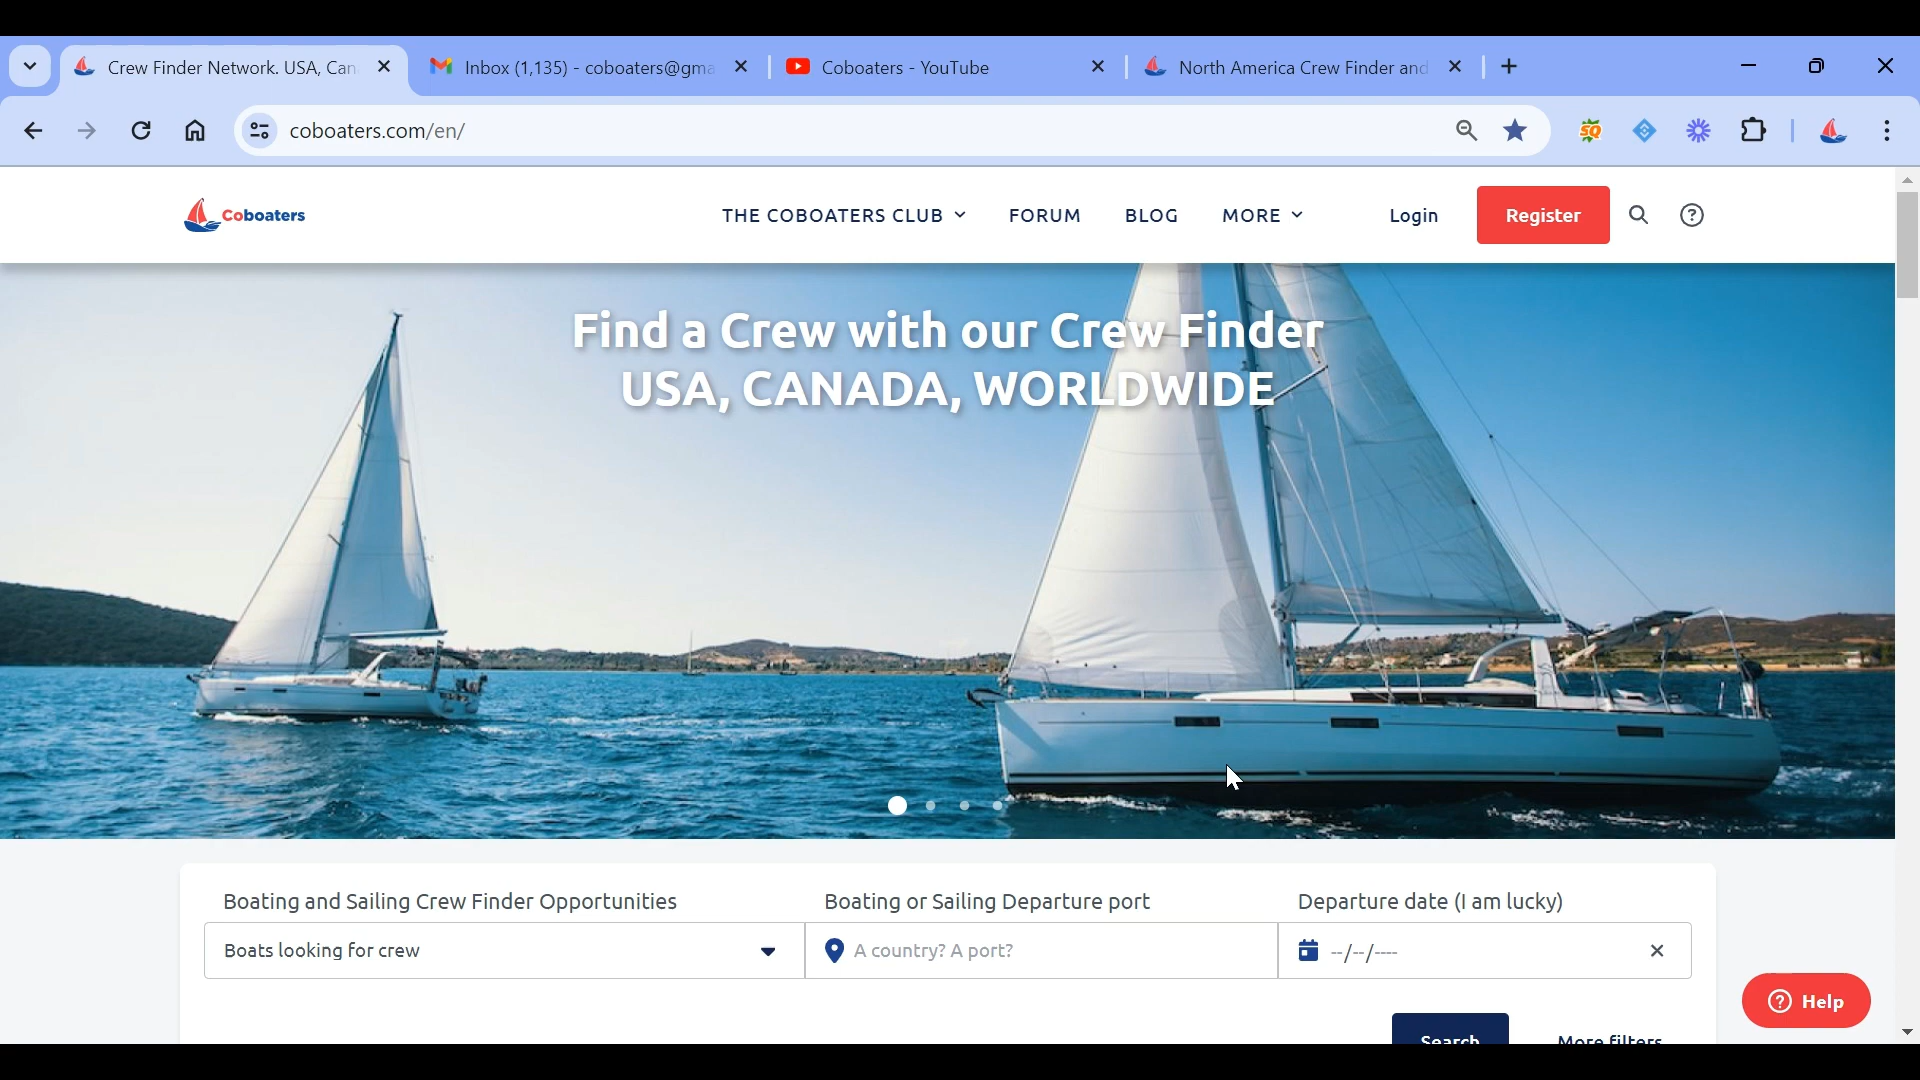 Crew Finder Network. USA, Can
Inbox (1,135) - coboaters@gma
Coboaters - YouTube
North America Crew Finder and
coboaters.com/en/
SQ
Coboaters
THE COBOATERS CLUB
FORUM
BLOG
MORE
Login
Register
Find a Crew with our Crew Finder
USA, CANADA, WORLDWIDE
Boating and Sailing Crew Finder Opportunities
Boating or Sailing Departure port
Departure date (I am lucky)
Boats looking for crew
A country? A port?
--/--/----
Help
Search
More filters